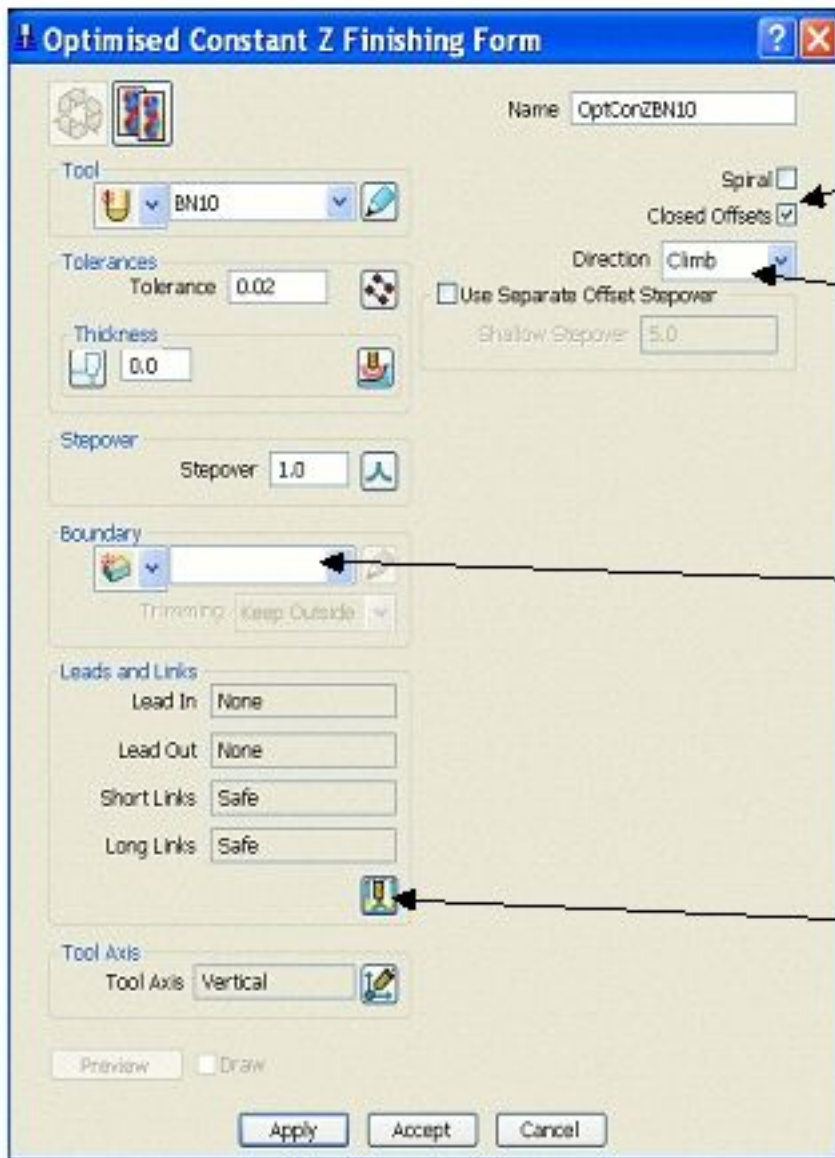 Optimised Constant Z Finishing Form
Name OptConZBN10
Tool
BN10
Spiral
Closed Offsets
Tolerances
Tolerance 0.02
Direction Climb
Use Separate Offset Stepover
Shallow Stepover 5.0
Thickness
0.0
Stepover
Stepover 1.0
Boundary
Trimming Keep Outside
Leads and Links
Lead In None
Lead Out None
Short Links Safe
Long Links Safe
Tool Axis
Tool Axis Vertical
Preview Draw
Apply Accept Cancel